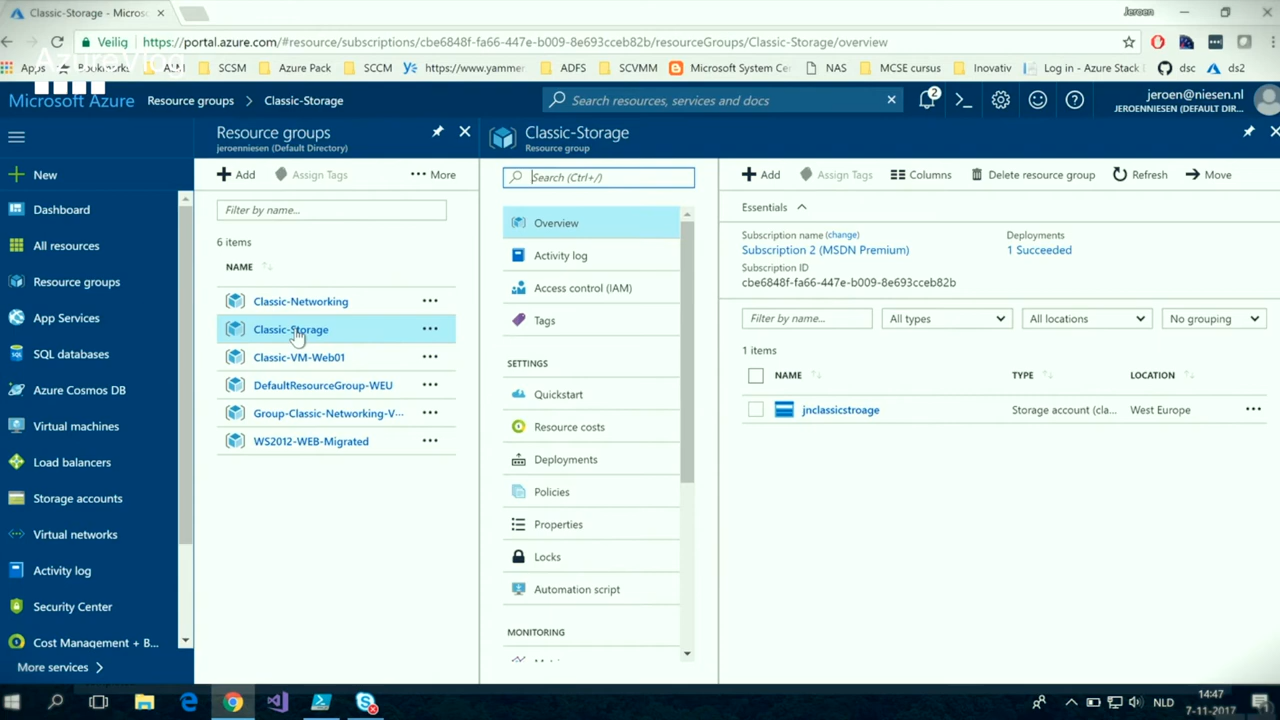 Danang - Microso
Jeroen
Veilig
https://portal.azure.com/#resource/subscriptions/cbe6848f-fa66-447e-b009-8e693cceb82b/resourceGroups/Classic-Storage/overview
AzureVlog
Apps
Bookmarks
SCSM
Azure Pack
SCCM
https://www.yammer
ADFS
SCVMM
Microsoft System Ce
NAS
MCSE cursus
Inovativ
Log in - Azure Stack
dsc
ds2
Microsoft Azure
Resource groups
Classic-Storage
Search resources, services and docs
2
jeroen@niesen.nl
JEROENNIESEN (DEFAULT DIR...
New
Dashboard
All resources
Resource groups
App Services
SQL databases
Azure Cosmos DB
Virtual machines
Load balancers
Storage accounts
Virtual networks
Activity log
Security Center
Cost Management + B...
More services
Resource groups
jeroenniesen (Default Directory)
Add
Assign Tags
More
Filter by name...
6 items
NAME
Classic-Networking
Classic-Storage
Classic-VM-Web01
DefaultResourceGroup-WEU
Group-Classic-Networking-V...
WS2012-WEB-Migrated
Classic-Storage
Resource group
Search (Ctrl+/)
Overview
Activity log
Access control (IAM)
Tags
SETTINGS
Quickstart
Resource costs
Deployments
Policies
Properties
Locks
Automation script
MONITORING
Add
Assign Tags
Columns
Delete resource group
Refresh
Move
Essentials
Subscription name (change)
Subscription 2 (MSDN Premium)
Deployments
1 Succeeded
Subscription ID
cbe6848f-fa66-447e-b009-8e693cceb82b
Filter by name...
All types
All locations
No grouping
1 items
NAME
TYPE
LOCATION
jnclassicstroage
Storage account (cla...
West Europe
NLD
14:47
7-11-2017